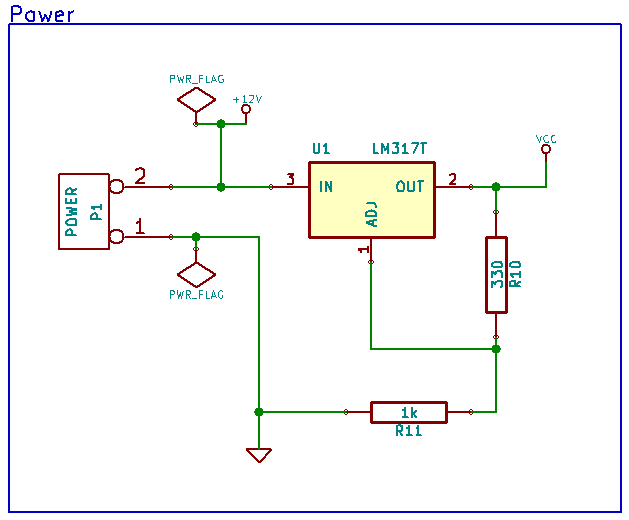 Power
PWR_FLAG
+12V
U1
LM317T
VCC
2
3
IN
OUT
2
POWER
P1
ADJ
1
1
PWR_FLAG
330
R10
1k
R11